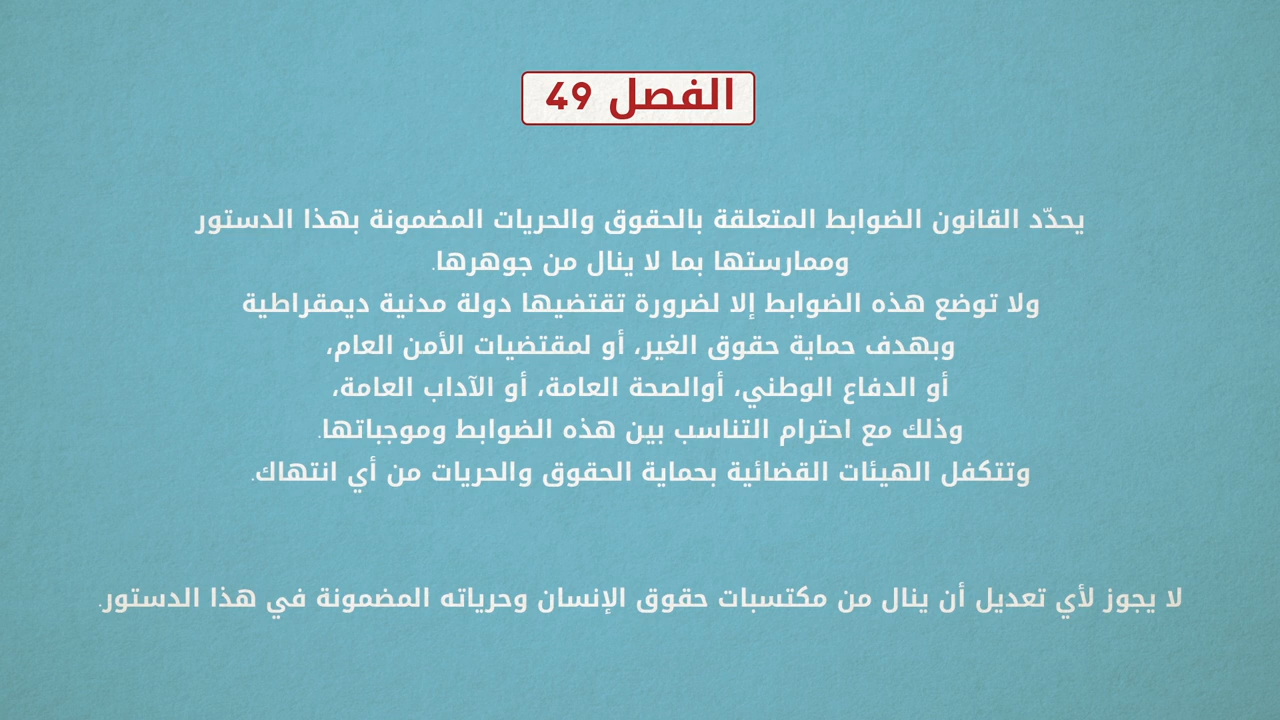 الفصل 49
يحدّد القانون الضوابط المتعلقة بالحقوق والحريات المضمونة بهذا الدستور
وممارستها بما لا ينال من جوهرها.
ولا توضع هذه الضوابط إلا لضرورة تقتضيها دولة مدنية ديمقراطية
وبهدف حماية حقوق الغير، أو لمقتضيات الأمن العام،
أو الدفاع الوطني، أوالصحة العامة، أو الآداب العامة،
وذلك مع احترام التناسب بين هذه الضوابط وموجباتها.
وتتكفل الهيئات القضائية بحماية الحقوق والحريات من أي انتهاك.
لا يجوز لأي تعديل أن ينال من مكتسبات حقوق الإنسان وحرياته المضمونة في هذا الدستور.